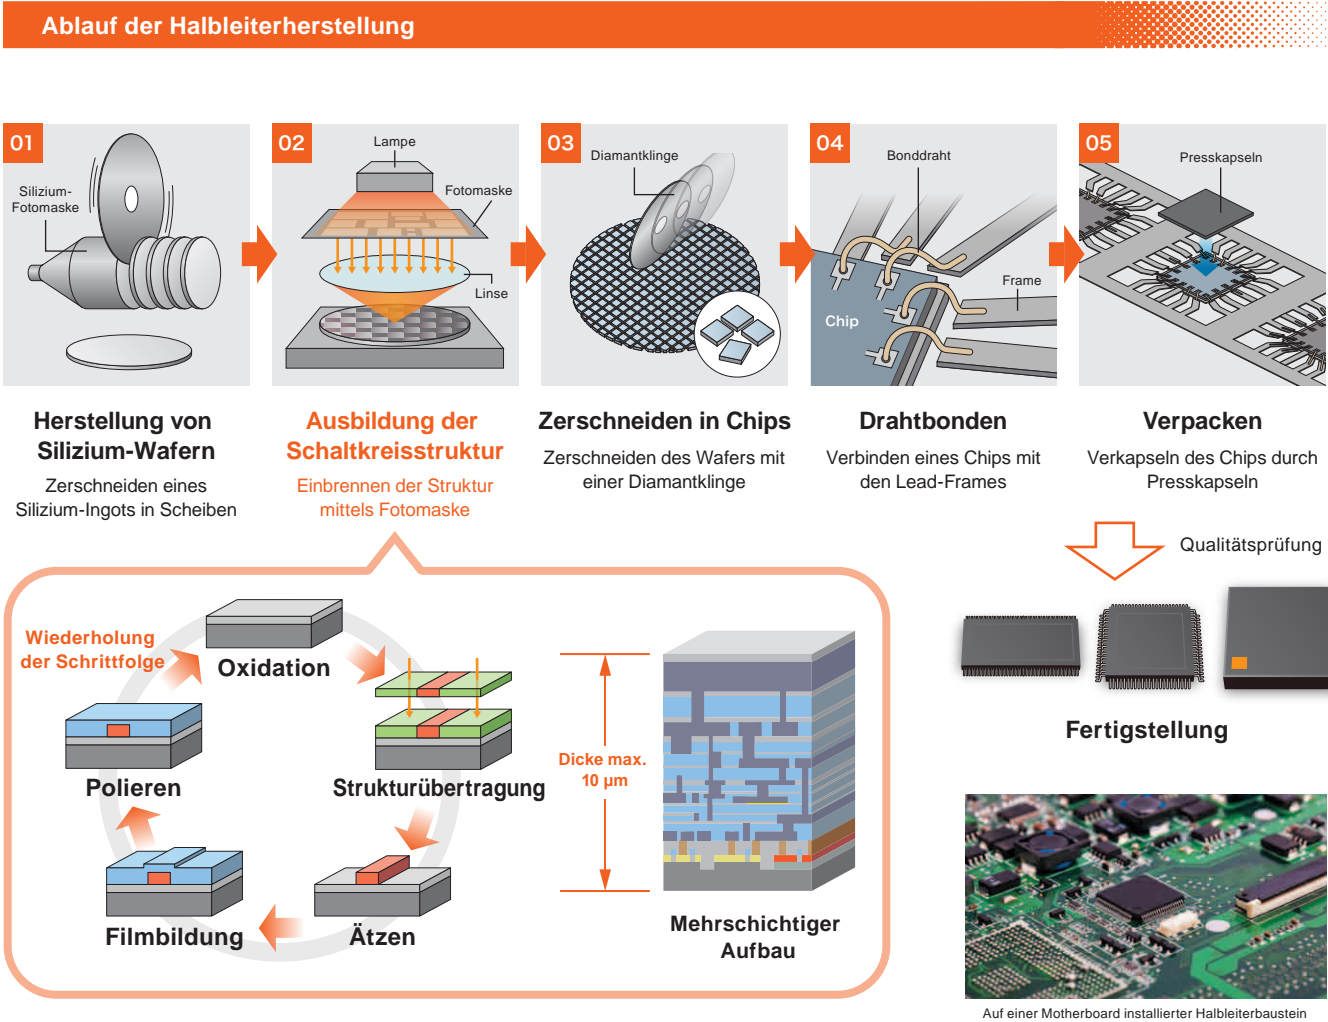 Ablauf der Halbleiterherstellung
01
Silizium-
Fotomaske
02
Lampe
Fotomaske
Linse
03
Diamantklinge
04
Bonddraht
Frame
Chip
05
Presskapseln
Herstellung von
Silizium-Wafern
Zerschneiden eines
Silizium-Ingots in Scheiben
Ausbildung der
Schaltkreisstruktur
Einbrennen der Struktur
mittels Fotomaske
Zerschneiden in Chips
Zerschneiden des Wafers mit
einer Diamantklinge
Drahtbonden
Verbinden eines Chips mit
den Lead-Frames
Verpacken
Verkapseln des Chips durch
Presskapseln
Qualitätsprüfung
Fertigstellung
Wiederholung
der Schrittfolge
Oxidation
Strukturübertragung
Ätzen
Filmbildung
Polieren
Dicke max.
10 µm
Mehrschichtiger
Aufbau
Auf einer Motherboard installierter Halbleiterbaustein